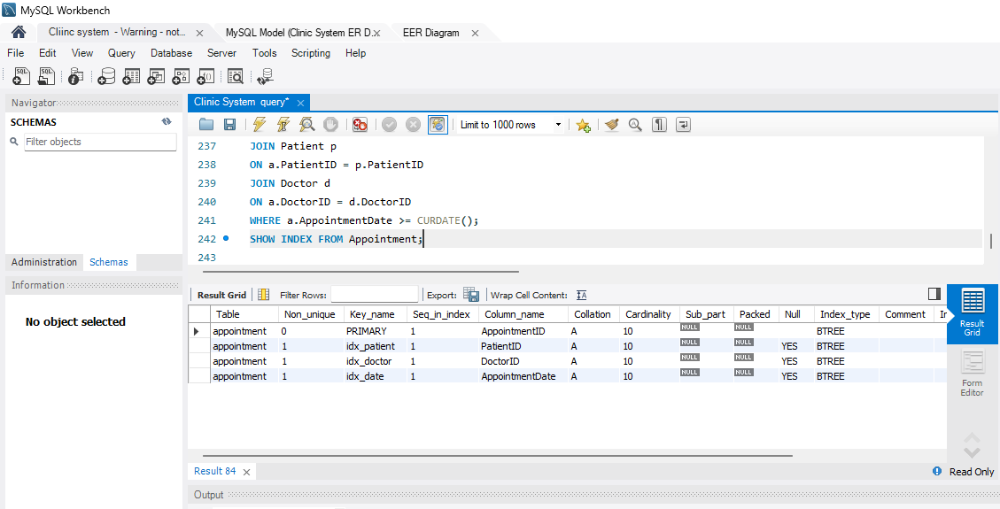 MySQL Workbench
Cliinc system - Warning - not... MySQL Model (Clinic System ER D... EER Diagram
File Edit View Query Database Server Tools Scripting Help
Navigator
SCHEMAS
Filter objects
Administration Schemas
Information
No object selected
Clinic System query*
Limit to 1000 rows
237 JOIN Patient p
238 ON a.PatientID = p.PatientID
239 JOIN Doctor d
240 ON a.DoctorID = d.DoctorID
241 WHERE a.AppointmentDate >= CURDATE();
242 SHOW INDEX FROM Appointment;
243
Result Grid Filter Rows: Export: Wrap Cell Content:
Table Non_unique Key_name Seq_in_index Column_name Collation Cardinality Sub_part Packed Null Index_type Comment In
appointment 0 PRIMARY 1 AppointmentID A 10 NULL NULL BTREE
appointment 1 idx_patient 1 PatientID A 10 NULL NULL YES BTREE
appointment 1 idx_doctor 1 DoctorID A 10 NULL NULL YES BTREE
appointment 1 idx_date 1 AppointmentDate A 10 NULL NULL YES BTREE
Result Grid
Form Editor
Result 84
Read Only
Output